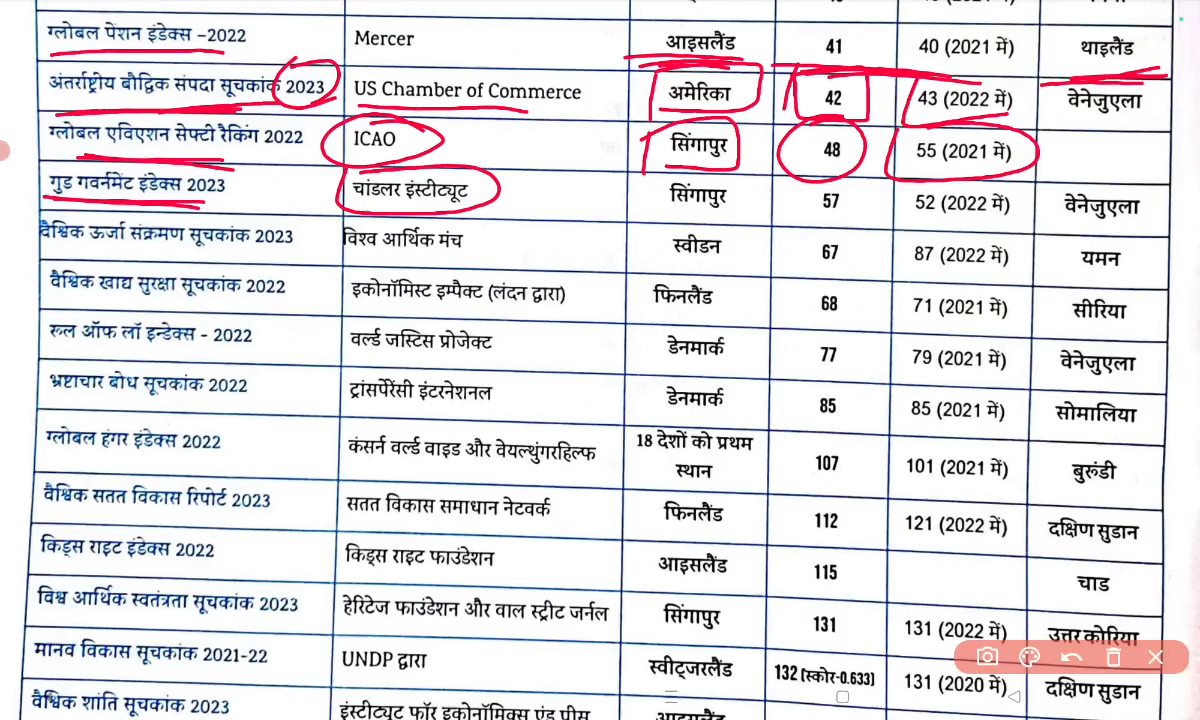 ग्लोबल पेंशन इंडेक्स -2022 Mercer आइसलैंड 41 40 (2021 में) थाइलैंड
अंतर्राष्ट्रीय बौद्धिक संपदा सूचकांक 2023 US Chamber of Commerce अमेरिका 42 43 (2022 में) वेनेजुएला
ग्लोबल एविएशन सेफ्टी रैकिंग 2022 ICAO सिंगापुर 48 55 (2021 में)
गुड गवर्नमेंट इंडेक्स 2023 चांडलर इंस्टीट्यूट सिंगापुर 57 52 (2022 में) वेनेजुएला
वैश्विक ऊर्जा संक्रमण सूचकांक 2023 विश्व आर्थिक मंच स्वीडन 67 87 (2022 में) यमन
वैश्विक खाद्य सुरक्षा सूचकांक 2022 इकोनॉमिस्ट इम्पैक्ट (लंदन द्वारा) फिनलैंड 68 71 (2021 में) सीरिया
रूल ऑफ लॉ इन्डेक्स - 2022 वर्ल्ड जस्टिस प्रोजेक्ट डेनमार्क 77 79 (2021 में) वेनेजुएला
भ्रष्टाचार बोध सूचकांक 2022 ट्रांसपेरेंसी इंटरनेशनल डेनमार्क 85 85 (2021 में) सोमालिया
ग्लोबल हंगर इंडेक्स 2022 कंसर्न वर्ल्ड वाइड और वेयल्थुंगरहिल्फ 18 देशों को प्रथम
स्थान 107 101 (2021 में) बुरुंडी
वैश्विक सतत विकास रिपोर्ट 2023 सतत विकास समाधान नेटवर्क फिनलैंड 112 121 (2022 में) दक्षिण सुडान
किड्स राइट इंडेक्स 2022 किड्स राइट फाउंडेशन आइसलैंड 115 चाड
विश्व आर्थिक स्वतंत्रता सूचकांक 2023 हेरिटेज फाउंडेशन और वाल स्ट्रीट जर्नल सिंगापुर 131 131 (2022 में) उत्तर कोरिया
मानव विकास सूचकांक 2021-22 UNDP द्वारा स्वीट्जरलैंड 132 (स्कोर-0.633) 131 (2020 में) दक्षिण सुडान
वैश्विक शांति सूचकांक 2023 इंस्टीट्यूट फॉर इकोनॉमिक्स एंड पीस आइसलैंड